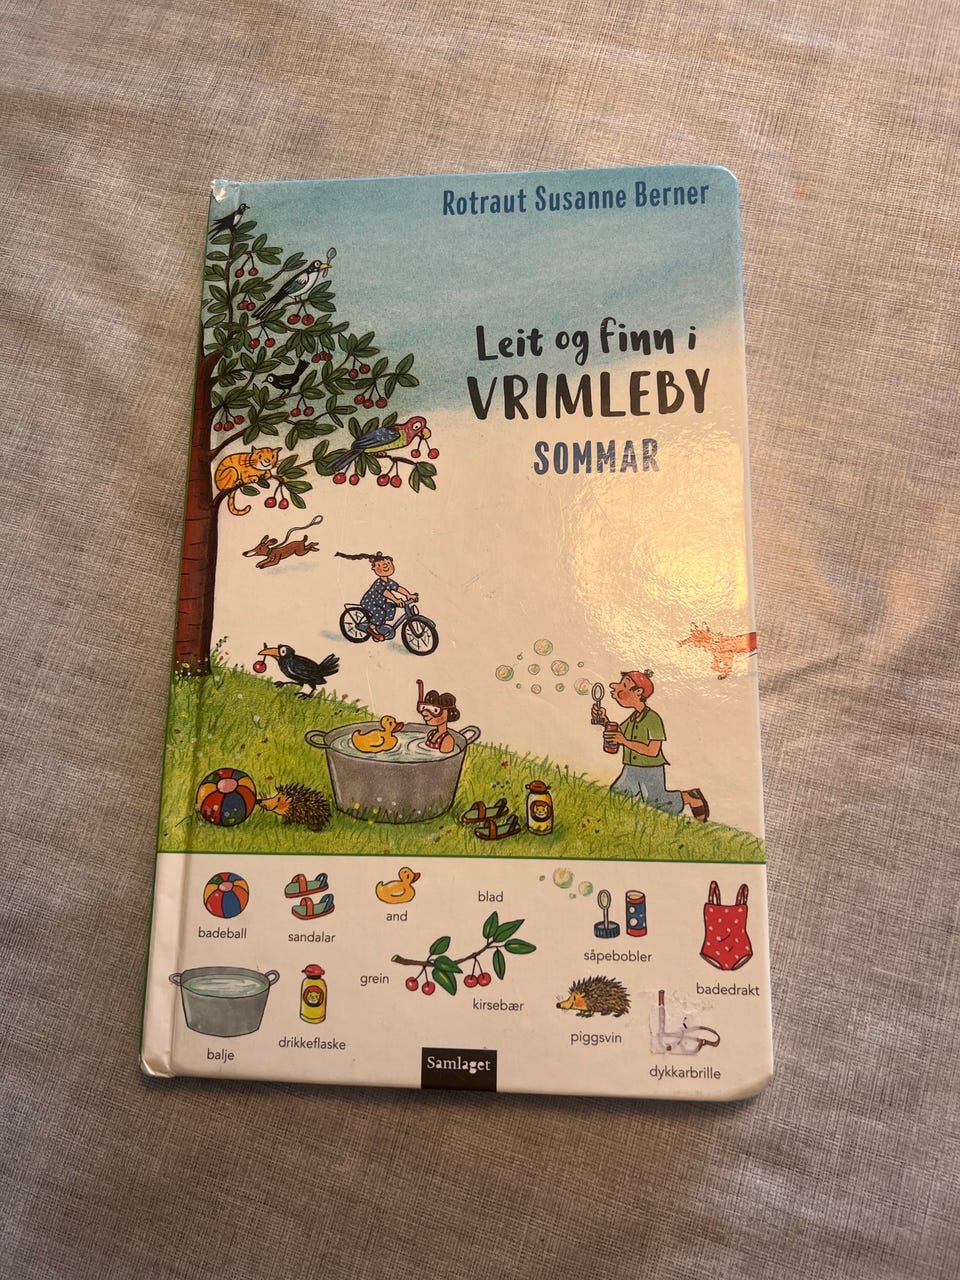 Rotraut Susanne Berner
Leit og finn i
VRIMLEBY
SOMMAR
badeball
sandalar
and
blad
såpebobler
badedrakt
grein
kirsebær
balje
drikkeflaske
piggsvin
dykkarbrille
Samlaget